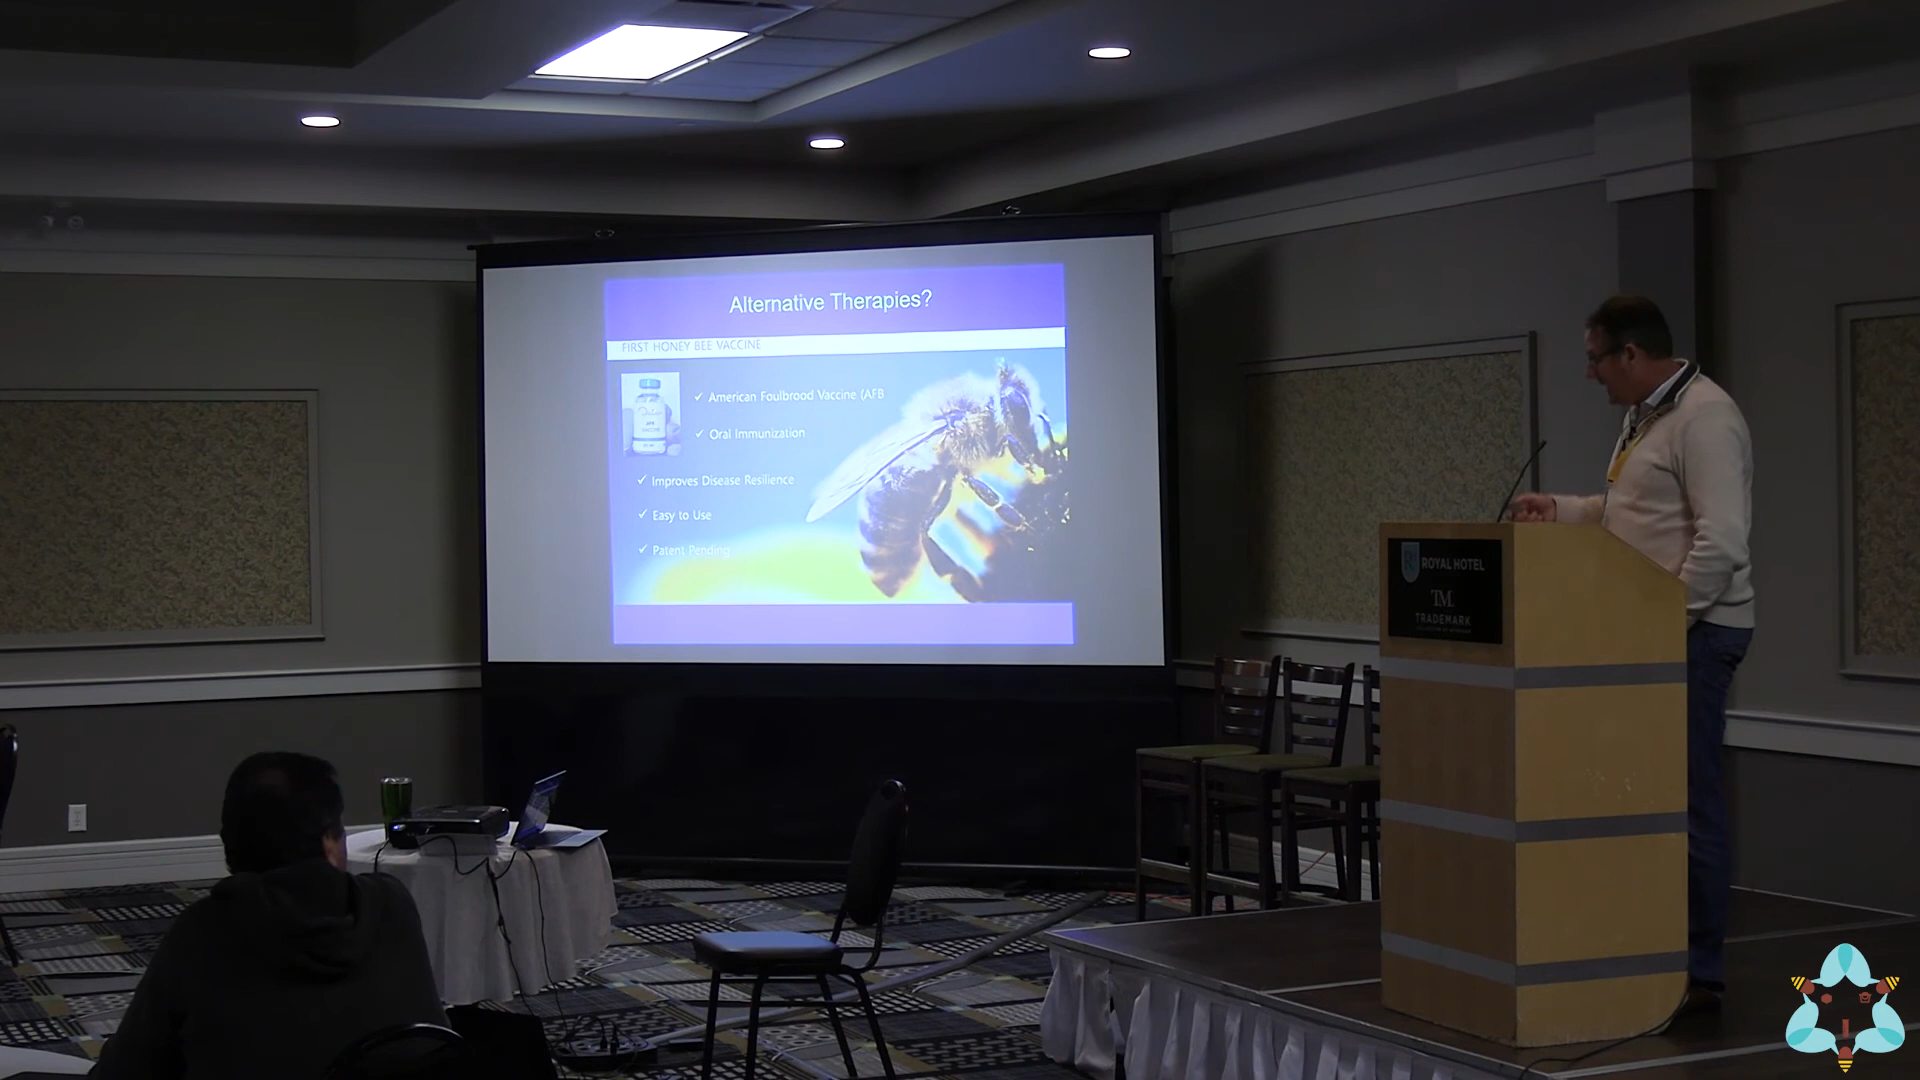 Alternative Therapies?
FIRST HONEY BEE VACCINE
✓ American Foulbrood Vaccine (AFB
✓ Oral Immunization
✓ Improves Disease Resilience
✓ Easy to Use
✓ Patent Pending
ROYAL HOTEL
TM
TRADEMARK